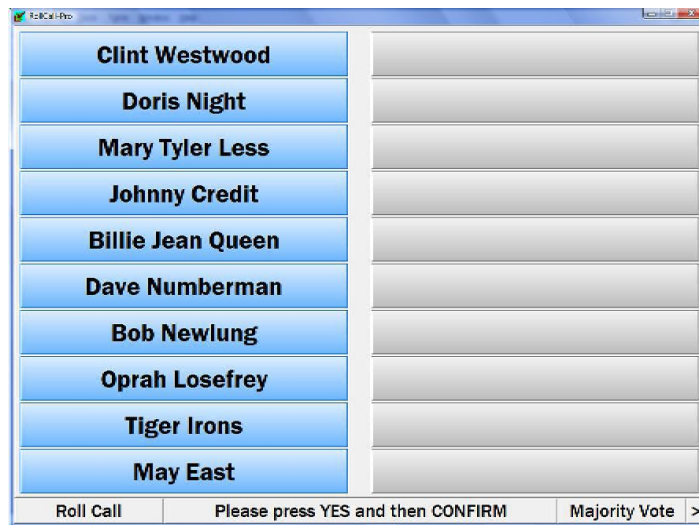 RollCall-Pro
Clint Westwood
Doris Night
Mary Tyler Less
Johnny Credit
Billie Jean Queen
Dave Numberman
Bob Newlung
Oprah Losefrey
Tiger Irons
May East
Roll Call Please press YES and then CONFIRM Majority Vote >